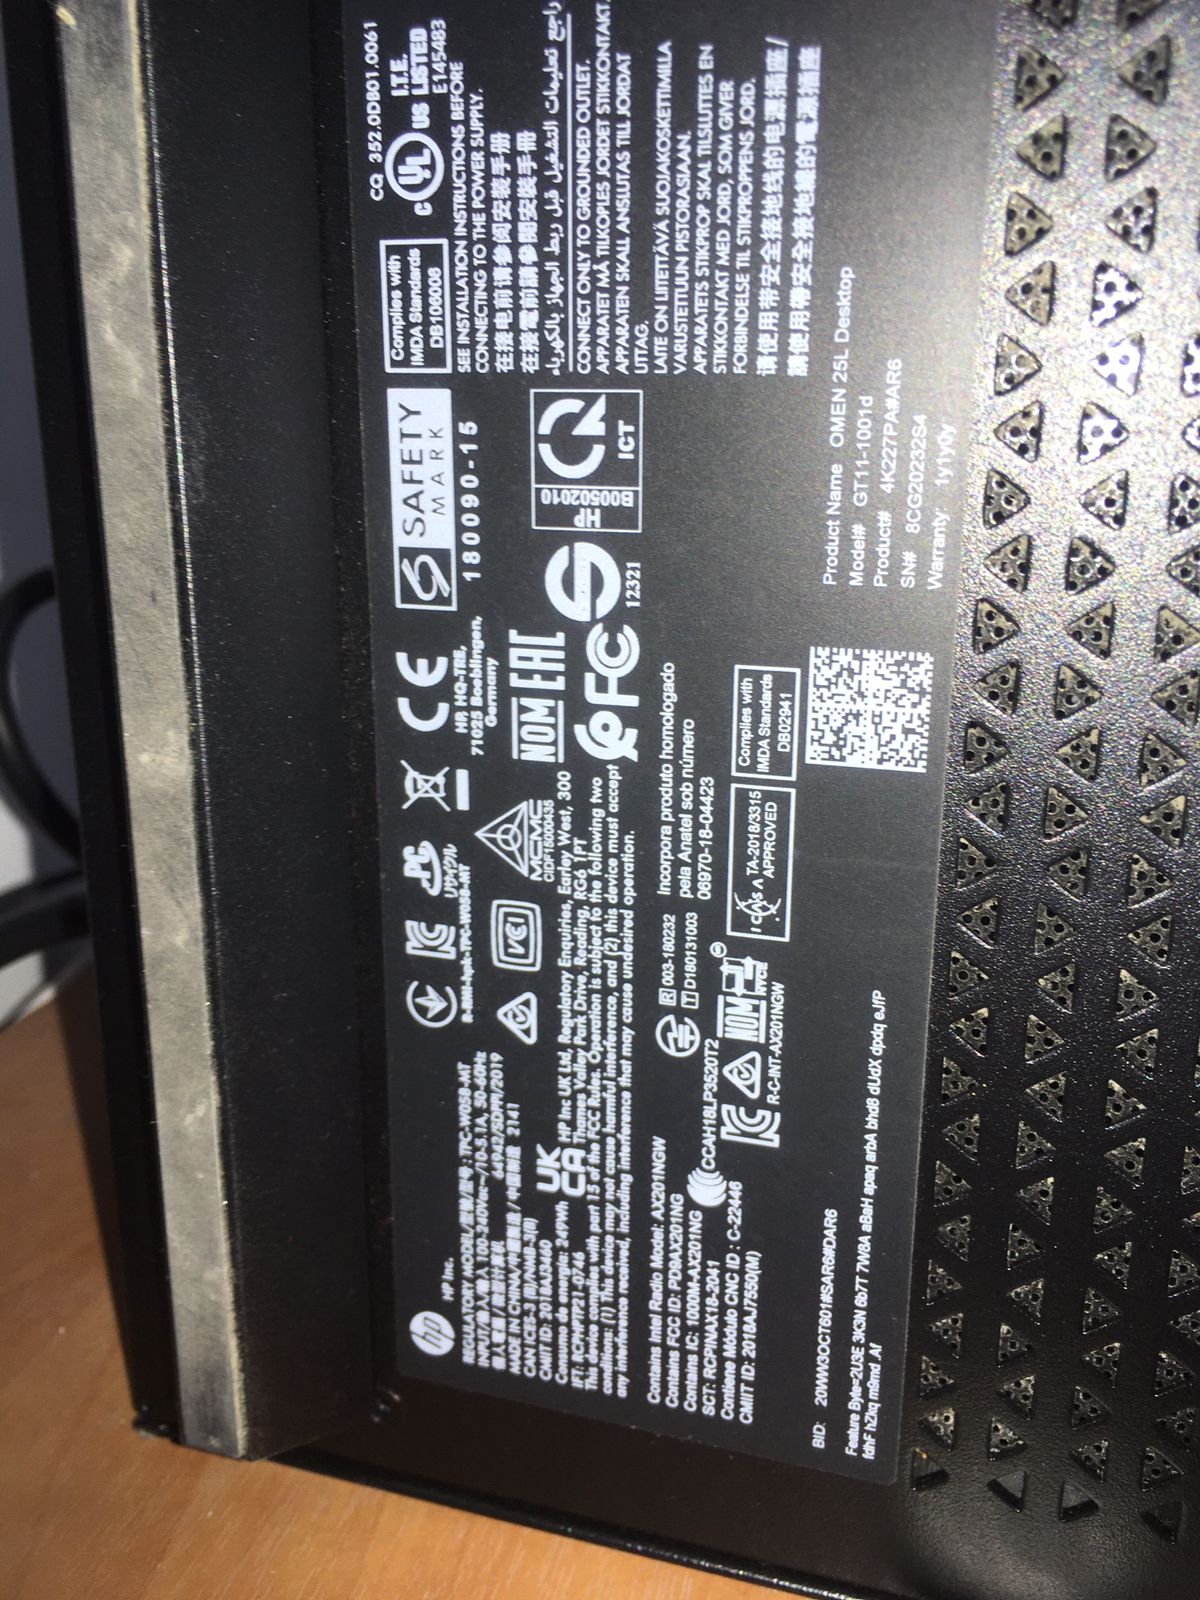 hp
HP Inc.
REGULATORY MODEL/型號/型号: TPC-W058-MT
INPUT/輸入/输入 100-240Vac~/10-5.1A, 50-60Hz
個人電腦/微型计算机 64942/SDPPI/2019
MADE IN CHINA/中國製造/中国制造 2141
CAN ICES-3 (B)/NMB-3(B)
CMIIT ID: 2018AJ3460
Consumo de energia: 249Wh
IFT: RCPHPTP21-0746
UK
CA
HP Inc UK Ltd, Regulatory Enquiries, Earley West, 300
Thames Valley Park Drive, Reading, RG6 1PT
This device complies with part 15 of the FCC Rules. Operation is subject to the following two
conditions: (1) This device may not cause harmful interference, and (2) this device must accept
any interference received, including interference that may cause undesired operation.
R-RMI-hpk-TPC-W058-MT
PC
リサイクル
CE
HP, HQ-TRE,
71025 Boeblingen,
Germany
VCCI
MCMC
CIDF15000435
NOM EAC
FC
12321
SAFETY
MARK
180090-15
HP
B00502010
ICT
Complies with
IMDA Standards
DB106008
CQ 352.0DB01.0061
c UL US I.T.E.
LISTED
E145483
SEE INSTALLATION INSTRUCTIONS BEFORE
CONNECTING TO THE POWER SUPPLY.
在接电前请参阅安装手册
在接電前請參閱安裝手冊
راجع تعليمات التشغيل قبل ربط الجهاز بالكهرباء
CONNECT ONLY TO GROUNDED OUTLET.
APPARATET MÅ TILKOPLES JORDET STIKKONTAKT.
APPARATEN SKALL ANSLUTAS TILL JORDAT
UTTAG.
LAITE ON LIITETTÄVÄ SUOJAKOSKETTIMILLA
VARUSTETTUUN PISTORASIAAN.
APPARATETS STIKPROP SKAL TILSLUTTES EN
STIKKONTAKT MED JORD, SOM GIVER
FORBINDELSE TIL STIKPROPPENS JORD.
请使用带安全接地线的电源插座/
請使用帶安全接地線的電源插座
Contains Intel Radio Model: AX201NGW
Contains FCC ID: PD9AX201NG
Contains IC: 1000M-AX201NG
SCT: RCPINAX18-2041
Contiene Módulo CNC ID : C-22446
CMIIT ID: 2018AJ7550(M)
CCAH18LP3520T2
R 003-180232
T D180131003
Incorpora produto homologado
pela Anatel sob número
06970-18-04423
NOM
NYCE
R-C-INT-AX201NGW
ICASA TA-2018/3315
APPROVED
Complies with
IMDA Standards
DB02941
BID: 20WW3OCT601#SAR6#DAR6
Feature Byte=2U3E 3K3N 6b7T 7W8A aBaH apaq arbA bhd8 dUdX dpdq eJfP
fdhF hZkq m9md .Af
Product Name OMEN 25L Desktop
Model# GT11-1001d
Product# 4K227PA#AR6
SN# 8CG20232S4
Warranty: 1y1y0y